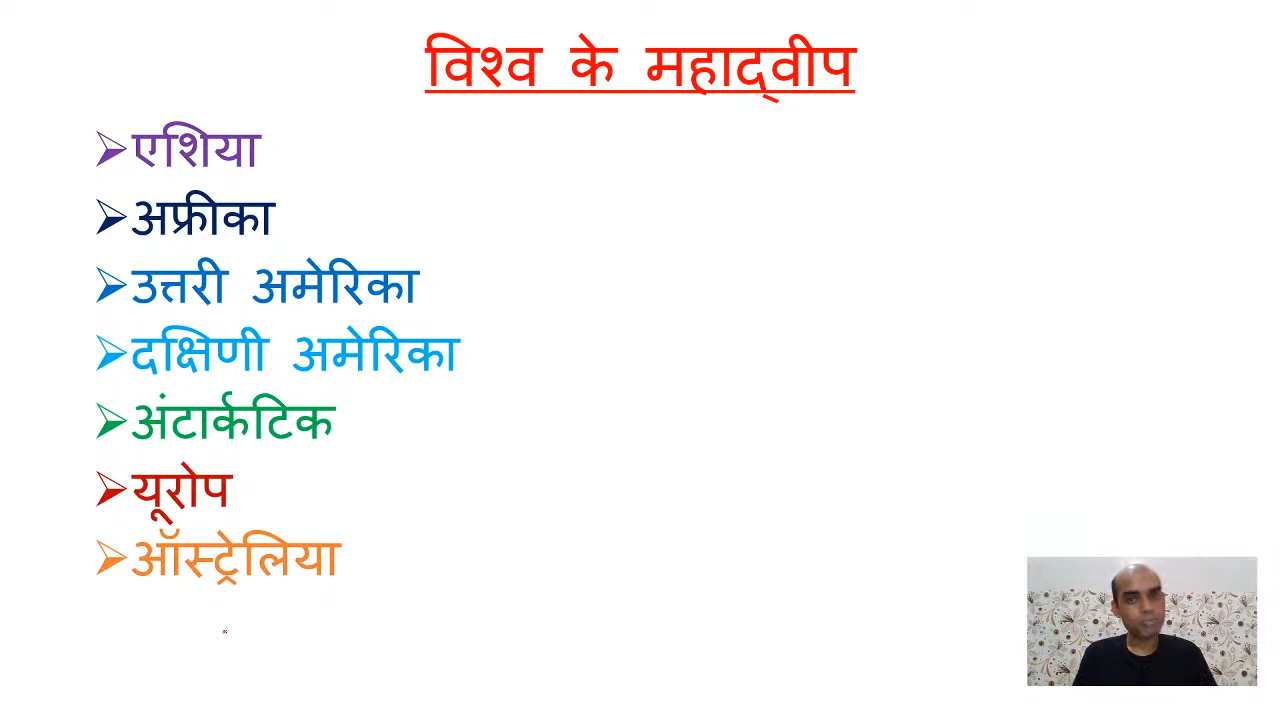 विश्व के महाद्वीप
एशिया
अफ्रीका
उत्तरी अमेरिका
दक्षिणी अमेरिका
अंटार्कटिक
यूरोप
ऑस्ट्रेलिया